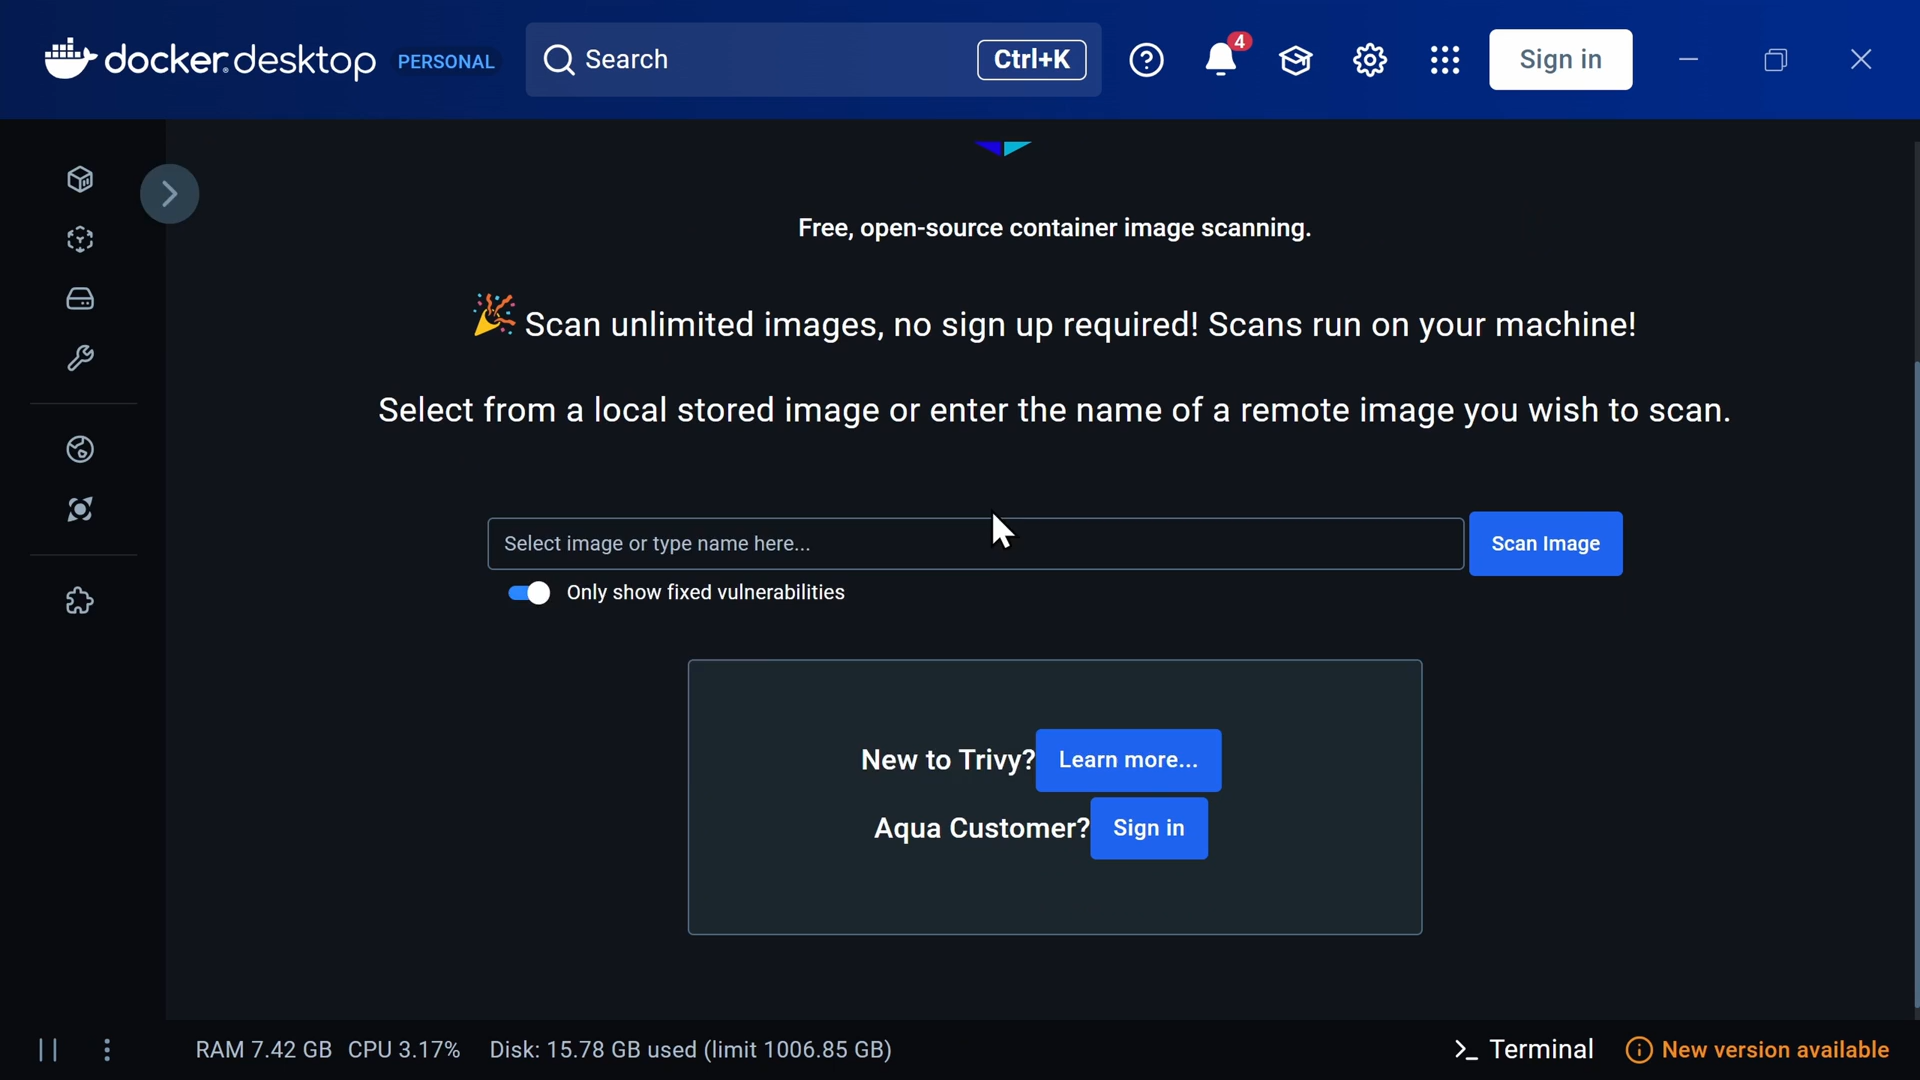 docker desktop PERSONAL Search Ctrl+K 4 Sign in
Free, open-source container image scanning.
Scan unlimited images, no sign up required! Scans run on your machine!
Select from a local stored image or enter the name of a remote image you wish to scan.
Select image or type name here... Scan Image
Only show fixed vulnerabilities
New to Trivy? Learn more...
Aqua Customer? Sign in
RAM 7.42 GB CPU 3.17% Disk: 15.78 GB used (limit 1006.85 GB) >_ Terminal New version available